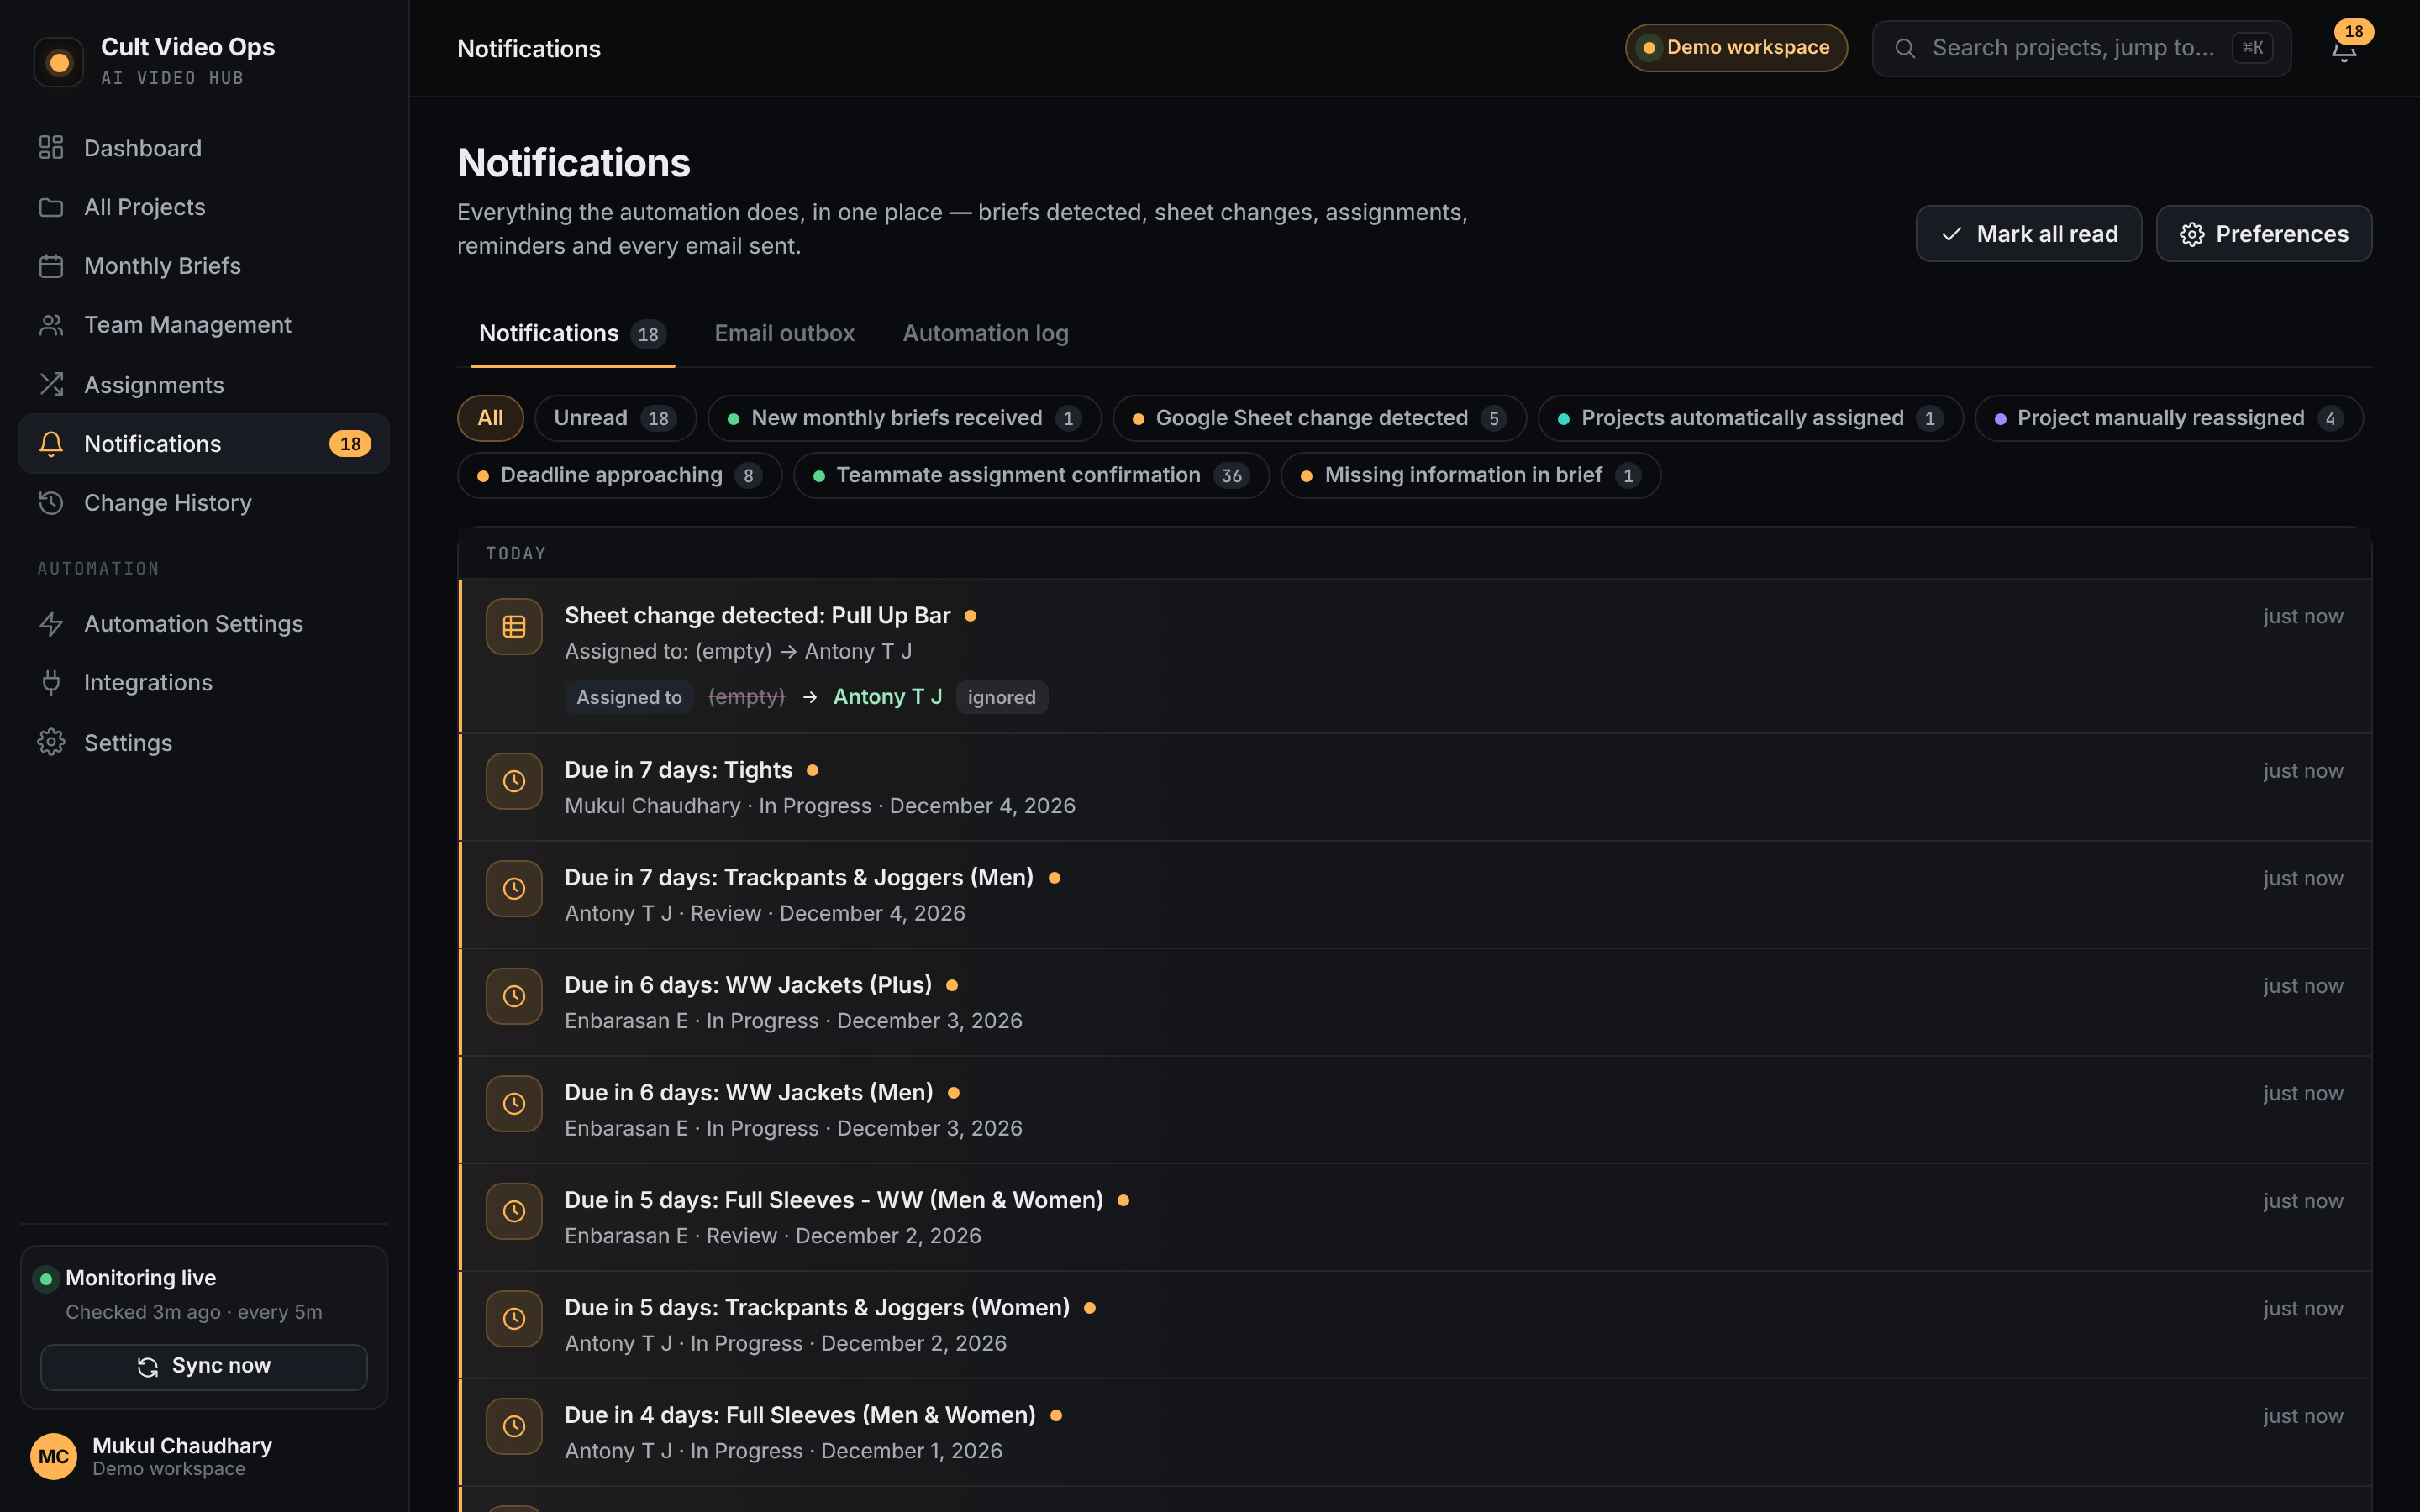 Cult Video Ops
AI VIDEO HUB
Dashboard
All Projects
Monthly Briefs
Team Management
Assignments
Notifications 18
Change History
AUTOMATION
Automation Settings
Integrations
Settings
Monitoring live
Checked 3m ago · every 5m
Sync now
MC
Mukul Chaudhary
Demo workspace
Notifications
Demo workspace
Search projects, jump to... ⌘K
18
Notifications
Everything the automation does, in one place — briefs detected, sheet changes, assignments,
reminders and every email sent.
Mark all read
Preferences
Notifications 18
Email outbox
Automation log
All
Unread 18
New monthly briefs received 1
Google Sheet change detected 5
Projects automatically assigned 1
Project manually reassigned 4
Deadline approaching 8
Teammate assignment confirmation 36
Missing information in brief 1
TODAY
Sheet change detected: Pull Up Bar
just now
Assigned to: (empty) → Antony T J
Assigned to (empty) → Antony T J ignored
Due in 7 days: Tights
just now
Mukul Chaudhary · In Progress · December 4, 2026
Due in 7 days: Trackpants & Joggers (Men)
just now
Antony T J · Review · December 4, 2026
Due in 6 days: WW Jackets (Plus)
just now
Enbarasan E · In Progress · December 3, 2026
Due in 6 days: WW Jackets (Men)
just now
Enbarasan E · In Progress · December 3, 2026
Due in 5 days: Full Sleeves - WW (Men & Women)
just now
Enbarasan E · Review · December 2, 2026
Due in 5 days: Trackpants & Joggers (Women)
just now
Antony T J · In Progress · December 2, 2026
Due in 4 days: Full Sleeves (Men & Women)
just now
Antony T J · In Progress · December 1, 2026